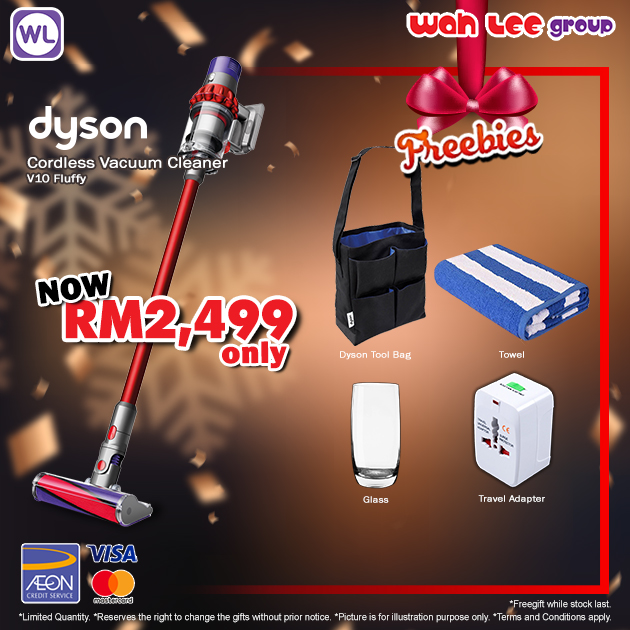 WL
Wah Lee group
Freebies
dyson
Cordless Vacuum Cleaner
V10 Fluffy
NOW
RM2,499
only
Dyson Tool Bag
Towel
Glass
Travel Adapter
AEON
CREDIT SERVICE
VISA
mastercard
*Freegift while stock last.
*Limited Quantity. *Reserves the right to change the gifts without prior notice. *Picture is for illustration purpose only. *Terms and Conditions apply.